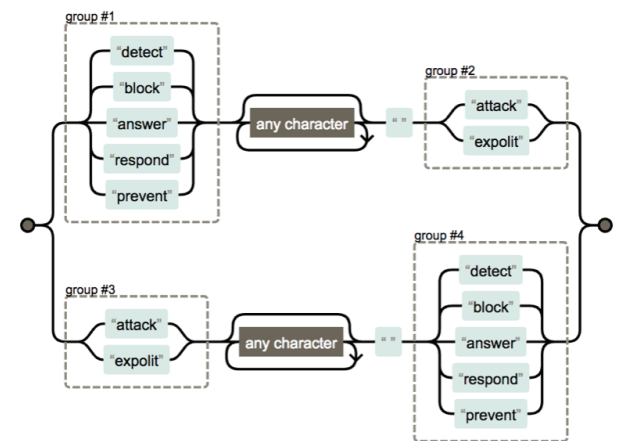 group #1
"detect"
"block"
"answer"
"respond"
"prevent"
any character
" "
group #2
"attack"
"expolit"
group #3
"attack"
"expolit"
any character
" "
group #4
"detect"
"block"
"answer"
"respond"
"prevent"